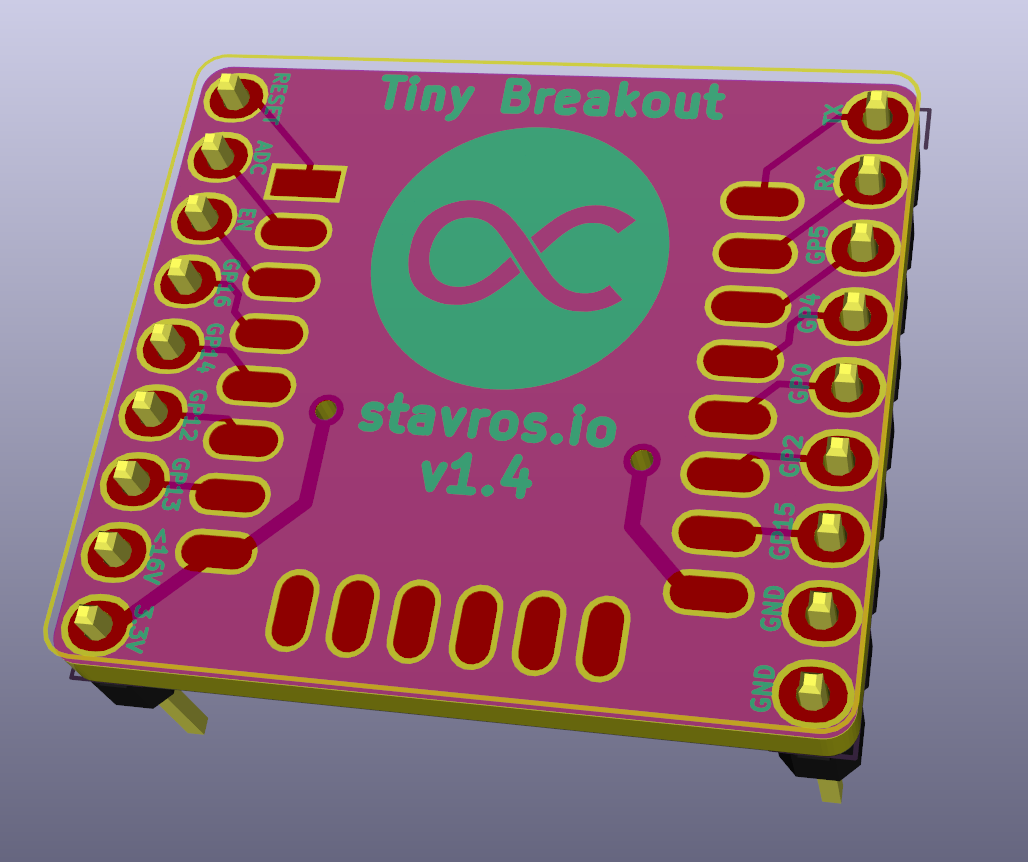 Tiny Breakout
stavros.io
v1.4
RESET
ADC
EN
GP16
GP14
GP12
GP13
<16V
3.3V
TX
RX
GP5
GP4
GP0
GP2
GP15
GND
GND